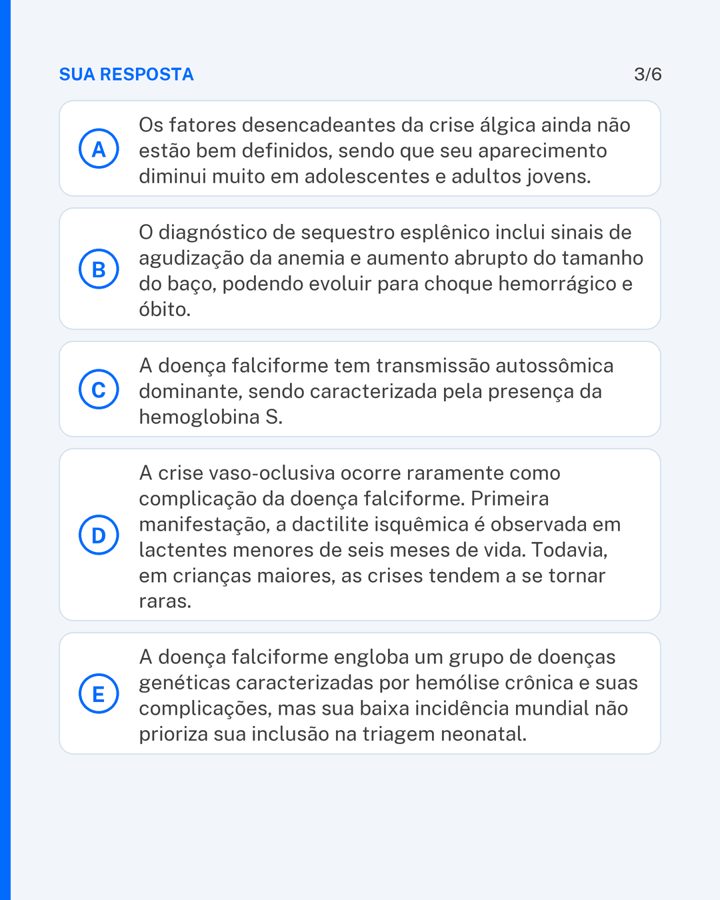 SUA RESPOSTA
3/6
A
Os fatores desencadeantes da crise álgica ainda não
estão bem definidos, sendo que seu aparecimento
diminui muito em adolescentes e adultos jovens.
B
O diagnóstico de sequestro esplênico inclui sinais de
agudização da anemia e aumento abrupto do tamanho
do baço, podendo evoluir para choque hemorrágico e
óbito.
C
A doença falciforme tem transmissão autossômica
dominante, sendo caracterizada pela presença da
hemoglobina S.
D
A crise vaso-oclusiva ocorre raramente como
complicação da doença falciforme. Primeira
manifestação, a dactilite isquêmica é observada em
lactentes menores de seis meses de vida. Todavia,
em crianças maiores, as crises tendem a se tornar
raras.
E
A doença falciforme engloba um grupo de doenças
genéticas caracterizadas por hemólise crônica e suas
complicações, mas sua baixa incidência mundial não
prioriza sua inclusão na triagem neonatal.